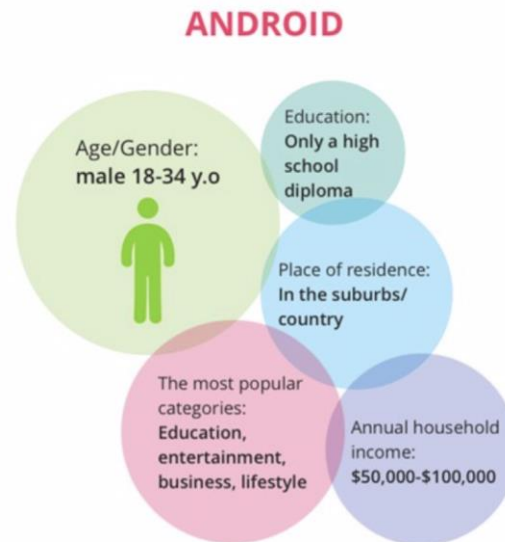 ANDROID
Age/Gender:
male 18-34 y.o
Education:
Only a high
school
diploma
Place of residence:
In the suburbs/
country
The most popular
categories:
Education,
entertainment,
business, lifestyle
Annual household
income:
$50,000-$100,000